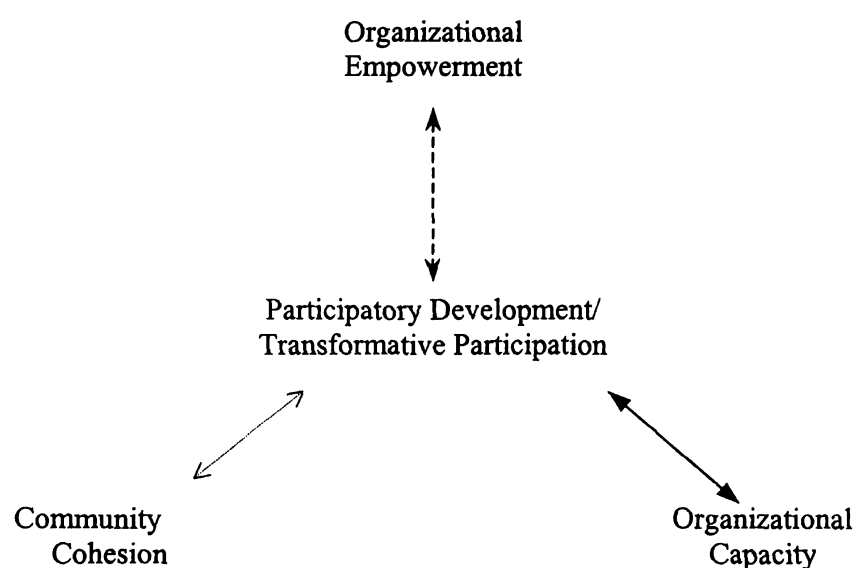 Organizational
Empowerment
Participatory Development/
Transformative Participation
Community
Cohesion
Organizational
Capacity